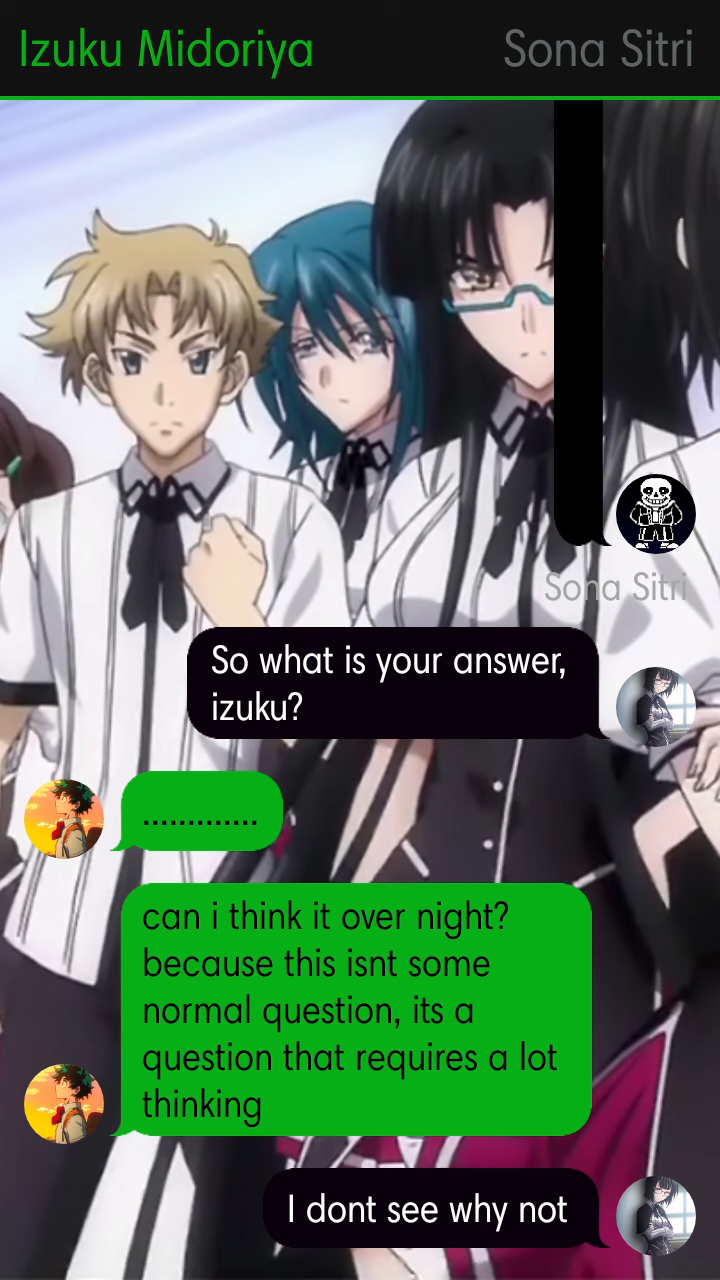 Izuku Midoriya
Sona Sitri
Sona Sitri
So what is your answer,
izuku?
.............
can i think it over night?
because this isnt some
normal question, its a
question that requires a lot
thinking
I dont see why not